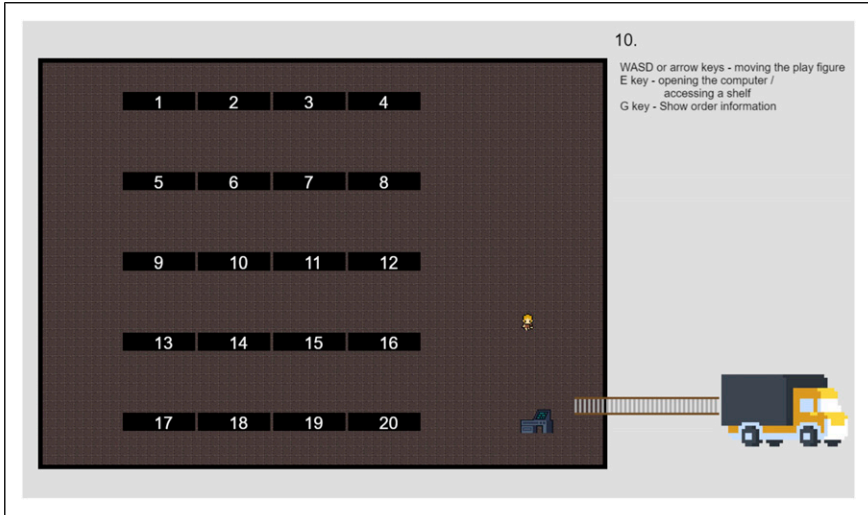 10.
WASD or arrow keys - moving the play figure
E key - opening the computer /
accessing a shelf
G key - Show order information
1 2 3 4
5 6 7 8
9 10 11 12
13 14 15 16
17 18 19 20